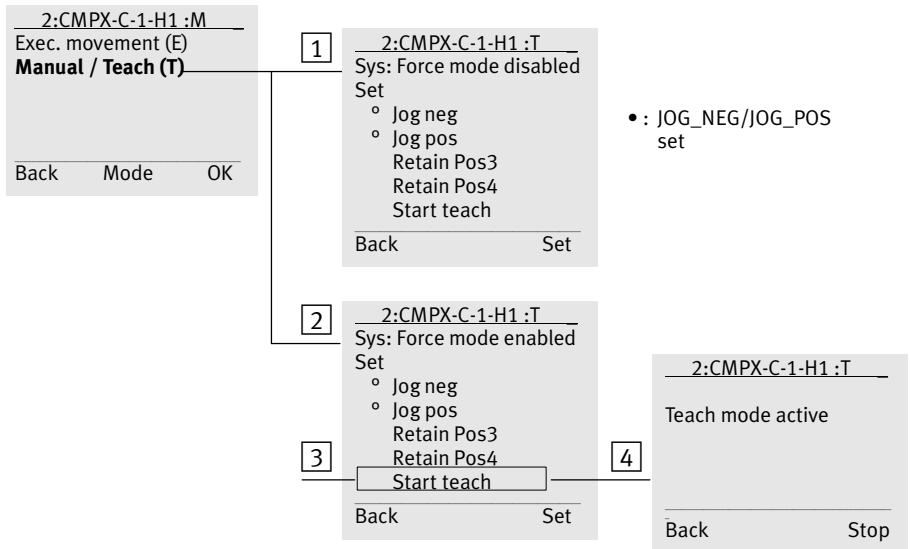 2:CMPX-C-1-H1 :M _
Exec. movement (E)
Manual / Teach (T)
Back Mode OK
1
2:CMPX-C-1-H1 :T _
Sys: Force mode disabled
Set
° Jog neg
° Jog pos
Retain Pos3
Retain Pos4
Start teach
Back Set
• : JOG_NEG/JOG_POS
set
2
2:CMPX-C-1-H1 :T _
Sys: Force mode enabled
Set
° Jog neg
° Jog pos
Retain Pos3
Retain Pos4
Start teach
Back Set
3
4
2:CMPX-C-1-H1 :T _
Teach mode active
Back Stop